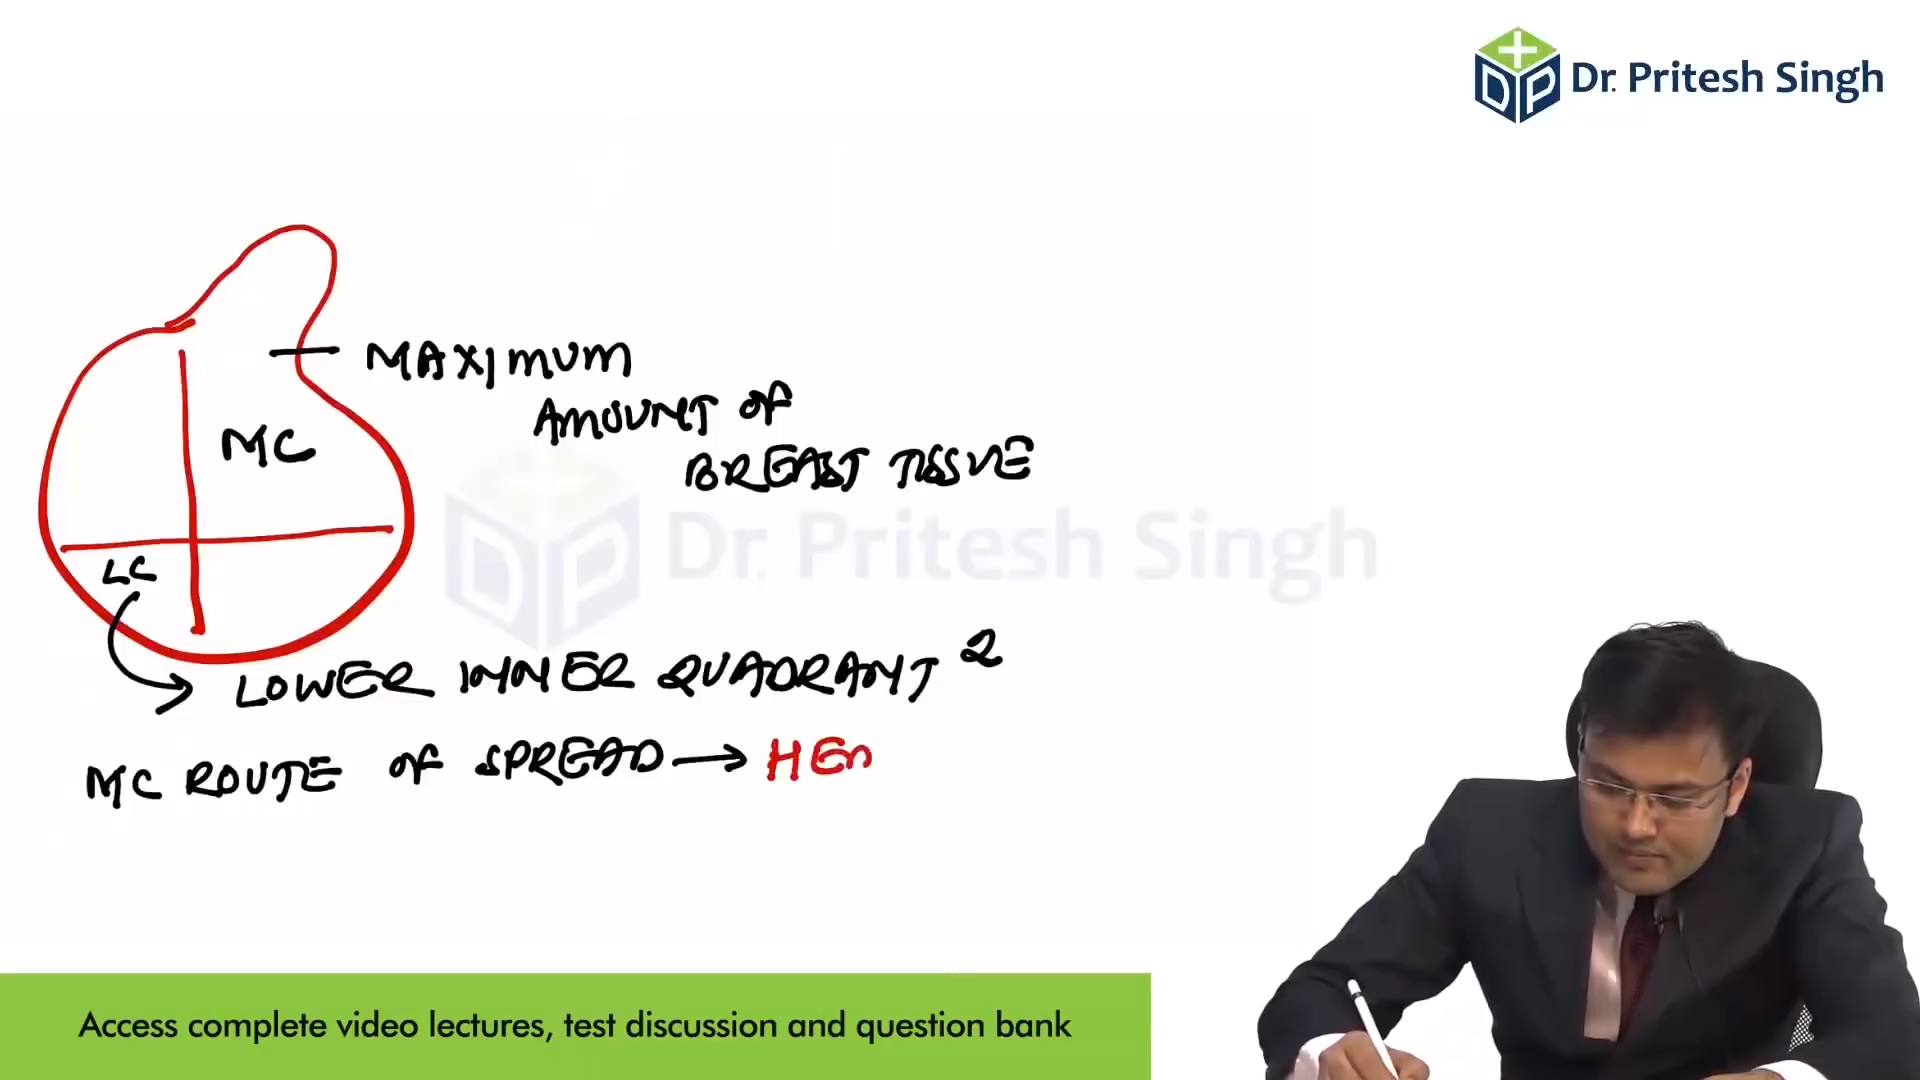 Dr. Pritesh Singh
MAXIMUM
AMOUNT OF
MC
BREAST TISSUE
Dr. Pritesh Singh
LC
LOWER INNER QUADRANT 2
MC ROUTE OF SPREAD → HEM
Access complete video lectures, test discussion and question bank